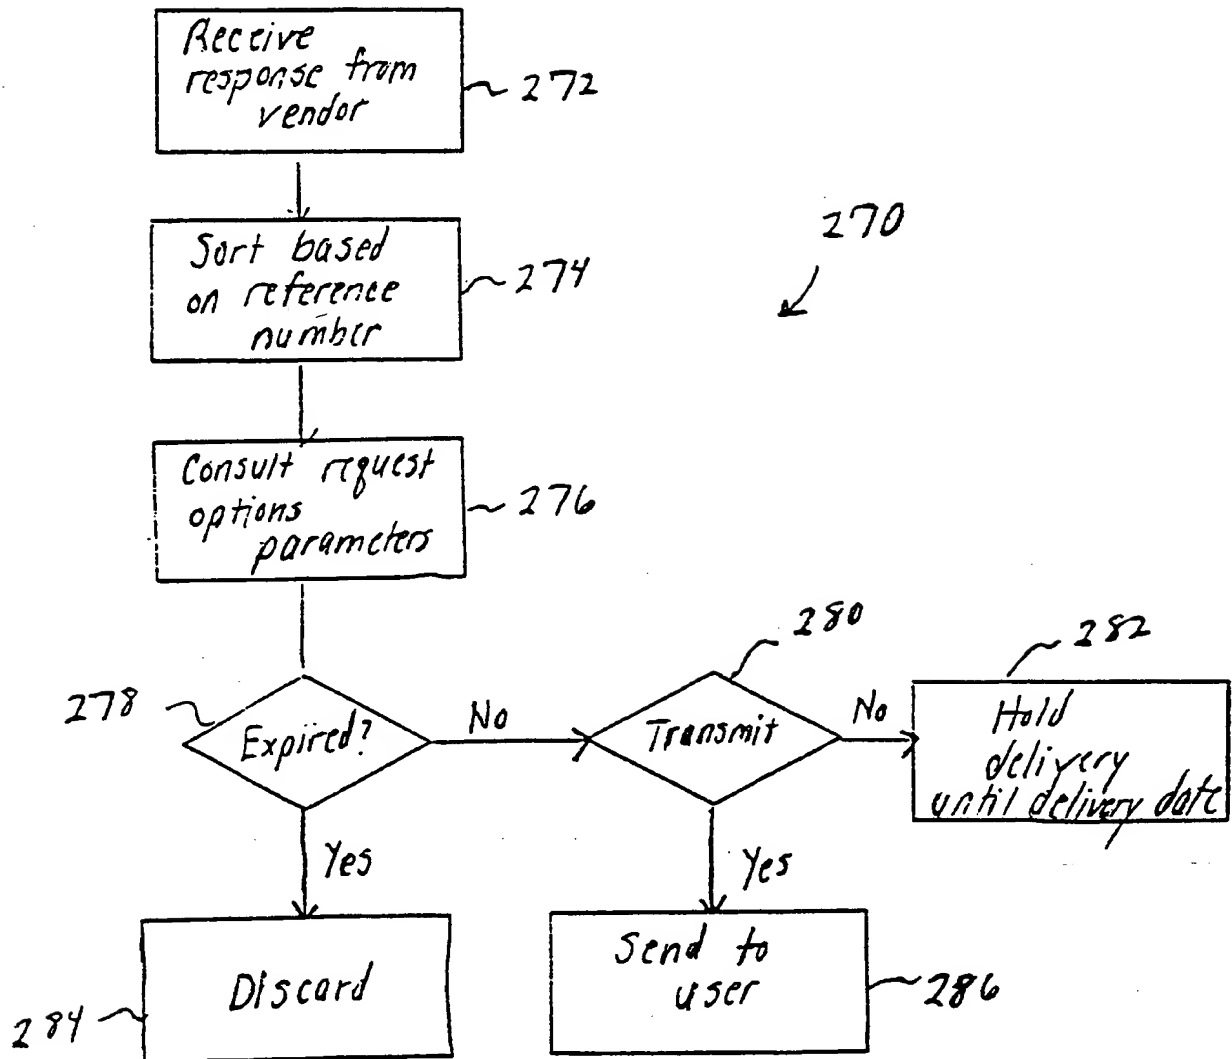 Receive
response from
vendor
272
Sort based
on reference
number
274
270
Consult request
options
parameters
276
278
Expired?
No
280
Transmit
No
282
Hold
delivery
until delivery date
Yes
Yes
284
Discard
Send to
user
286